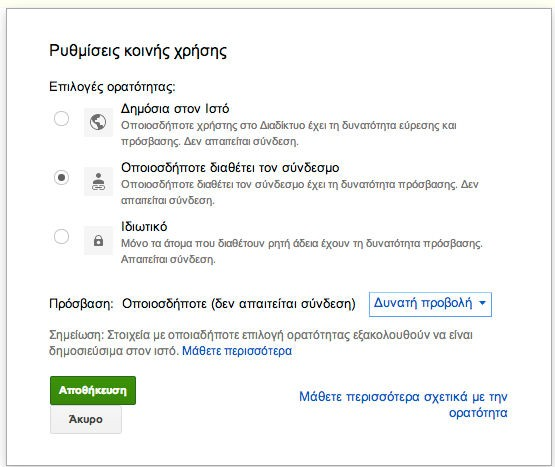 Ρυθμίσεις κοινής χρήσης
Επιλογές ορατότητας:
Δημόσια στον Ιστό
Οποιοσδήποτε χρήστης στο Διαδίκτυο έχει τη δυνατότητα εύρεσης και
πρόσβασης. Δεν απαιτείται σύνδεση.
Οποιοσδήποτε διαθέτει τον σύνδεσμο
Οποιοσδήποτε διαθέτει τον σύνδεσμο έχει τη δυνατότητα πρόσβασης. Δεν
απαιτείται σύνδεση.
Ιδιωτικό
Μόνο τα άτομα που διαθέτουν ρητή άδεια έχουν τη δυνατότητα πρόσβασης.
Απαιτείται σύνδεση.
Πρόσβαση: Οποιοσδήποτε (δεν απαιτείται σύνδεση) Δυνατή προβολή
Σημείωση: Στοιχεία με οποιαδήποτε επιλογή ορατότητας εξακολουθούν να είναι
δημοσιεύσιμα στον ιστό. Μάθετε περισσότερα
Αποθήκευση
Άκυρο
Μάθετε περισσότερα σχετικά με την
ορατότητα